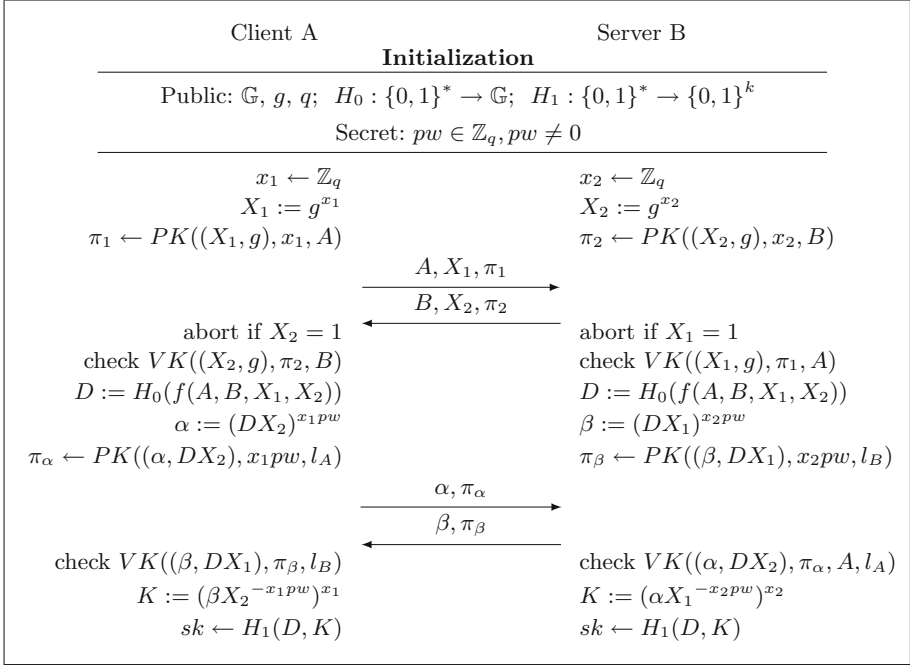 Client A Server B
Initialization
Public: 𝔾, g, q; H₀ : {0, 1}* → 𝔾; H₁ : {0, 1}* → {0, 1}ᵏ
Secret: pw ∈ ℤ_q, pw ≠ 0
x₁ ← ℤ_q x₂ ← ℤ_q
X₁ := g^{x₁} X₂ := g^{x₂}
π₁ ← PK((X₁, g), x₁, A) π₂ ← PK((X₂, g), x₂, B)
A, X₁, π₁
B, X₂, π₂
abort if X₂ = 1 abort if X₁ = 1
check VK((X₂, g), π₂, B) check VK((X₁, g), π₁, A)
D := H₀(f(A, B, X₁, X₂)) D := H₀(f(A, B, X₁, X₂))
α := (DX₂)^{x₁pw} β := (DX₁)^{x₂pw}
π_α ← PK((α, DX₂), x₁pw, l_A) π_β ← PK((β, DX₁), x₂pw, l_B)
α, π_α
β, π_β
check VK((β, DX₁), π_β, l_B) check VK((α, DX₂), π_α, A, l_A)
K := (βX₂^{-x₁pw})^{x₁} K := (αX₁^{-x₂pw})^{x₂}
sk ← H₁(D, K) sk ← H₁(D, K)